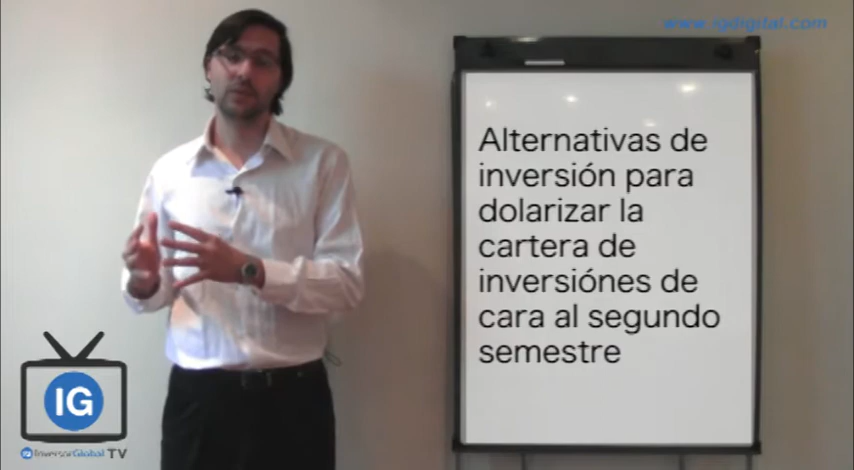 www.igdigital.com
Alternativas de
inversión para
dolarizar la
cartera de
inversiónes de
cara al segundo
semestre
IG
IG InversorGlobal TV